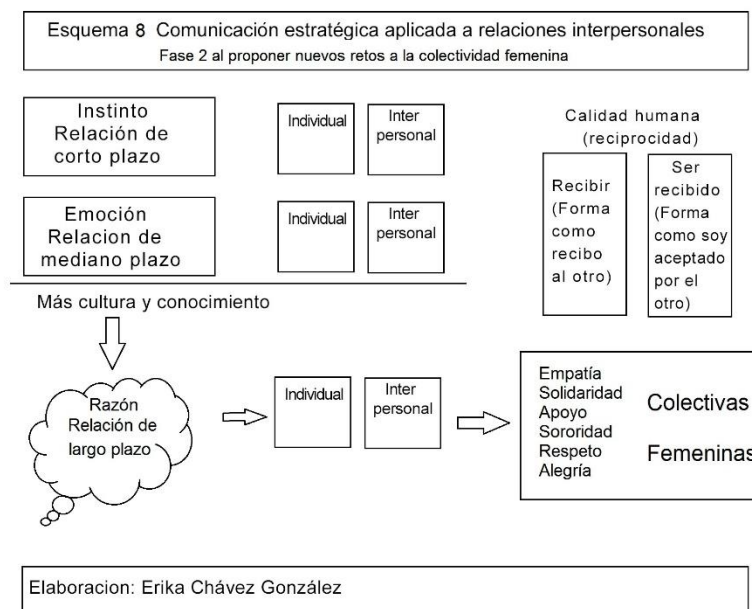 Esquema 8  Comunicación estratégica aplicada a relaciones interpersonales
Fase 2 al proponer nuevos retos a la colectividad femenina
Instinto
Relación de
corto plazo
Individual
Inter
personal
Calidad humana
(reciprocidad)
Recibir
(Forma
como
recibo
al otro)
Ser
recibido
(Forma
como soy
aceptado
por el
otro)
Emoción
Relacion de
mediano plazo
Individual
Inter
personal
Más cultura y conocimiento
Razón
Relación de
largo plazo
Individual
Inter
personal
Empatía
Solidaridad
Apoyo
Sororidad
Respeto
Alegría
Colectivas
Femeninas
Elaboracion: Erika Chávez González